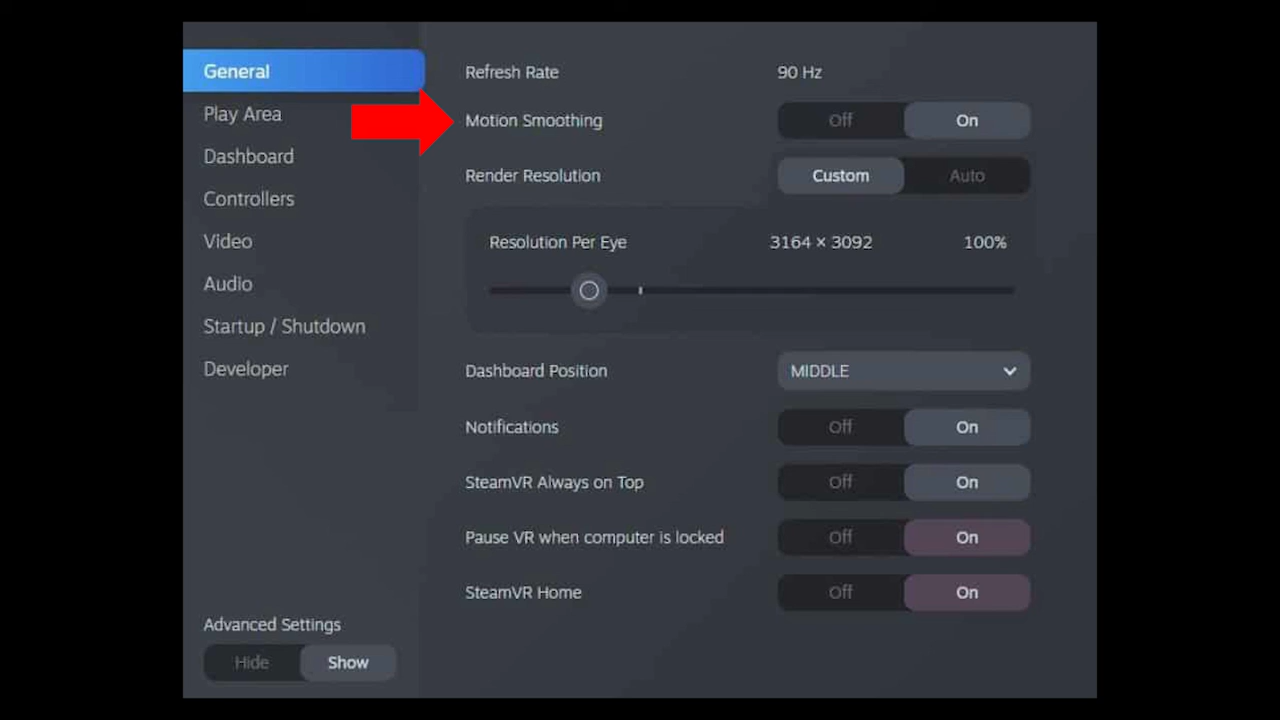 General
Play Area
Dashboard
Controllers
Video
Audio
Startup / Shutdown
Developer
Advanced Settings
Hide Show
Refresh Rate 90 Hz
Motion Smoothing Off On
Render Resolution Custom Auto
Resolution Per Eye 3164 × 3092 100%
Dashboard Position MIDDLE
Notifications Off On
SteamVR Always on Top Off On
Pause VR when computer is locked Off On
SteamVR Home Off On